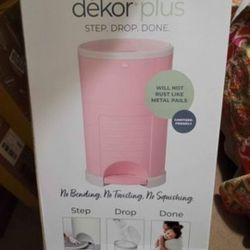 dekor plus
STEP. DROP. DONE.
WILL NOT
RUST LIKE
METAL PAILS
No Bending, No Twisting, No Squishing.
Step Drop Done